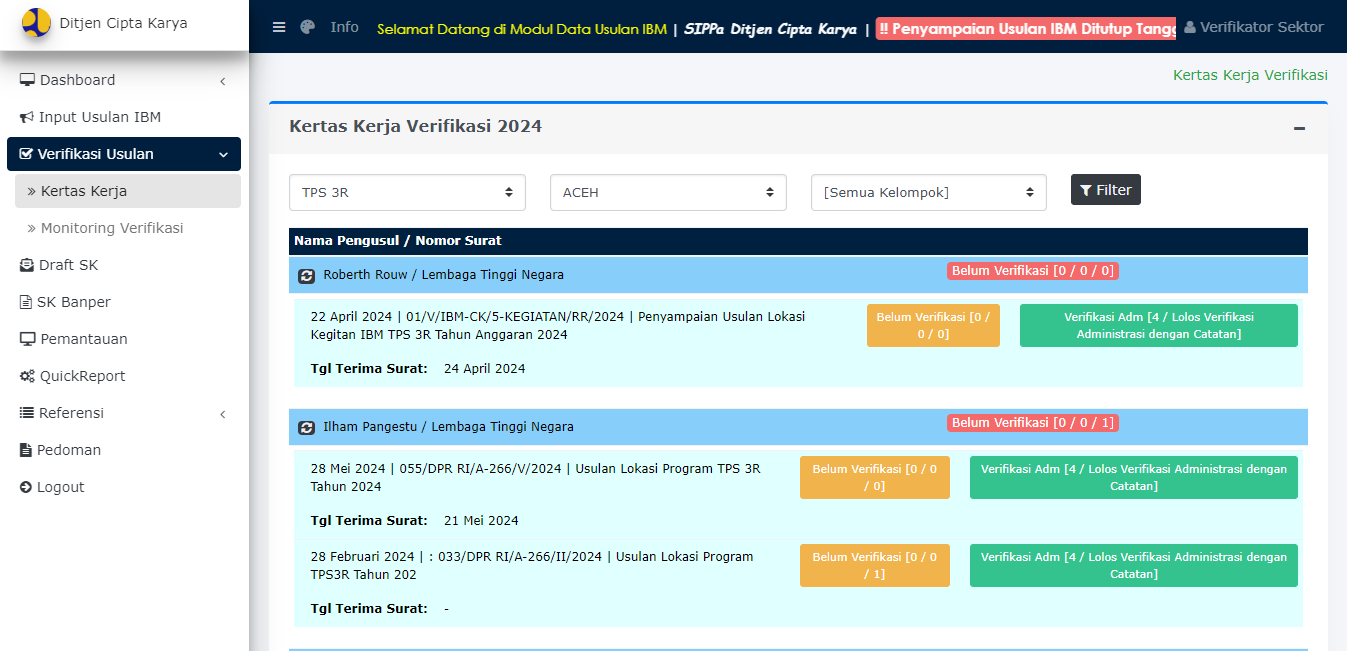 Ditjen Cipta Karya
Info
Selamat Datang di Modul Data Usulan IBM | SIPPa Ditjen Cipta Karya | !! Penyampaian Usulan IBM Ditutup Tangg
Verifikator Sektor
Dashboard
Input Usulan IBM
Verifikasi Usulan
» Kertas Kerja
» Monitoring Verifikasi
Draft SK
SK Banper
Pemantauan
QuickReport
Referensi
Pedoman
Logout
Kertas Kerja Verifikasi
Kertas Kerja Verifikasi 2024
TPS 3R
ACEH
[Semua Kelompok]
Filter
Nama Pengusul / Nomor Surat
Roberth Rouw / Lembaga Tinggi Negara
Belum Verifikasi [0 / 0 / 0]
22 April 2024 | 01/V/IBM-CK/5-KEGIATAN/RR/2024 | Penyampaian Usulan Lokasi
Kegitan IBM TPS 3R Tahun Anggaran 2024
Belum Verifikasi [0 /
0 / 0]
Verifikasi Adm [4 / Lolos Verifikasi
Administrasi dengan Catatan]
Tgl Terima Surat: 24 April 2024
Ilham Pangestu / Lembaga Tinggi Negara
Belum Verifikasi [0 / 0 / 1]
28 Mei 2024 | 055/DPR RI/A-266/V/2024 | Usulan Lokasi Program TPS 3R
Tahun 2024
Belum Verifikasi [0 / 0
/ 0]
Verifikasi Adm [4 / Lolos Verifikasi Administrasi dengan
Catatan]
Tgl Terima Surat: 21 Mei 2024
28 Februari 2024 | : 033/DPR RI/A-266/II/2024 | Usulan Lokasi Program
TPS3R Tahun 202
Belum Verifikasi [0 / 0
/ 1]
Verifikasi Adm [4 / Lolos Verifikasi Administrasi dengan
Catatan]
Tgl Terima Surat: -